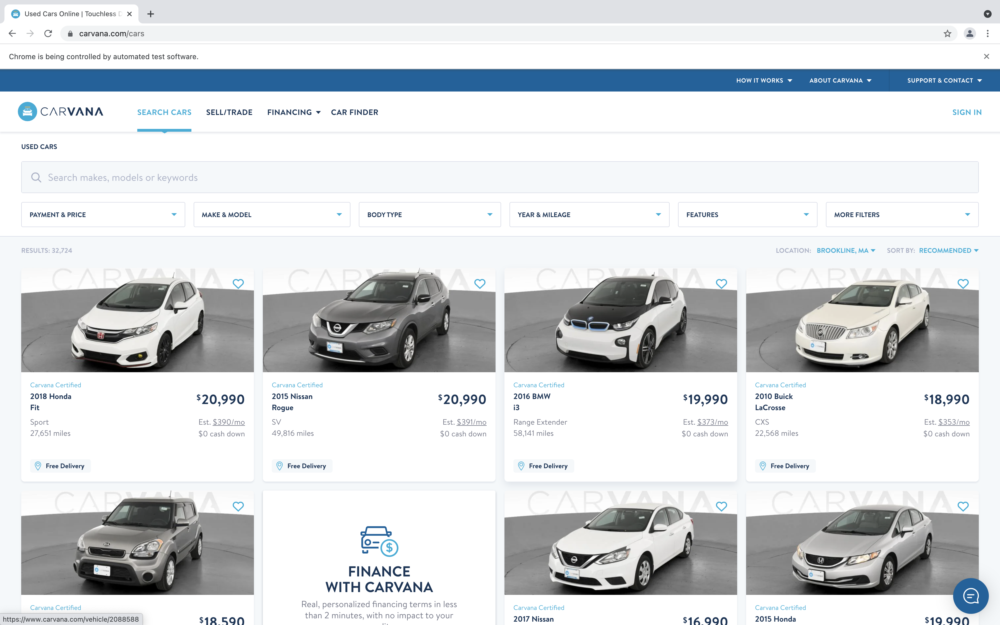 Used Cars Online | Touchless D
carvana.com/cars
Chrome is being controlled by automated test software.
HOW IT WORKS
ABOUT CARVANA
SUPPORT & CONTACT
CARVANA
SEARCH CARS
SELL/TRADE
FINANCING
CAR FINDER
SIGN IN
USED CARS
Search makes, models or keywords
PAYMENT & PRICE
MAKE & MODEL
BODY TYPE
YEAR & MILEAGE
FEATURES
MORE FILTERS
RESULTS: 32,724
LOCATION: BROOKLINE, MA
SORT BY: RECOMMENDED
CARVANA
Carvana Certified
2018 Honda
Fit
$20,990
Sport
27,651 miles
Est. $390/mo
$0 cash down
Free Delivery
CARVANA
Carvana Certified
2015 Nissan
Rogue
$20,990
SV
49,816 miles
Est. $391/mo
$0 cash down
Free Delivery
CARVANA
Carvana Certified
2016 BMW
i3
$19,990
Range Extender
58,141 miles
Est. $373/mo
$0 cash down
Free Delivery
CARVANA
Carvana Certified
2010 Buick
LaCrosse
$18,990
CXS
22,568 miles
Est. $353/mo
$0 cash down
Free Delivery
CARVANA
KIA
Carvana Certified
$18,590
FINANCE
WITH CARVANA
Real, personalized financing terms in less
than 2 minutes, with no impact to your
CARVANA
Carvana Certified
2017 Nissan
$16,990
CARVANA
Carvana Certified
2015 Honda
$19,990
https://www.carvana.com/vehicle/2088588